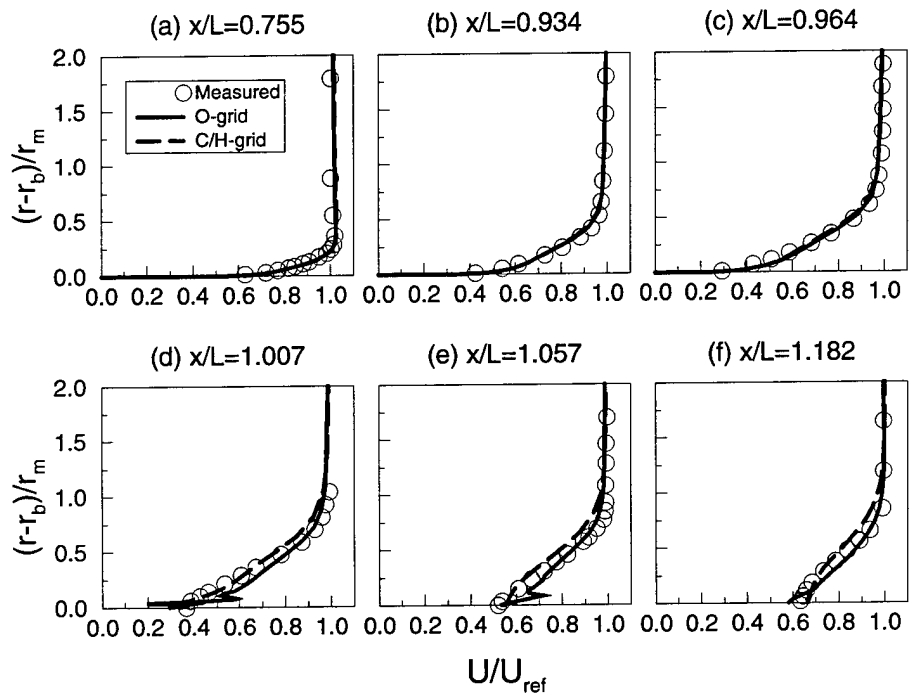 (a) x/L=0.755
(b) x/L=0.934
(c) x/L=0.964
2.0
1.5
1.0
0.5
0.0
(r-r_b)/r_m
Measured
O-grid
C/H-grid
0.0 0.2 0.4 0.6 0.8 1.0
0.0 0.2 0.4 0.6 0.8 1.0
0.0 0.2 0.4 0.6 0.8 1.0
(d) x/L=1.007
(e) x/L=1.057
(f) x/L=1.182
2.0
1.5
1.0
0.5
0.0
(r-r_b)/r_m
0.0 0.2 0.4 0.6 0.8 1.0
0.0 0.2 0.4 0.6 0.8 1.0
0.0 0.2 0.4 0.6 0.8 1.0
U/U_ref